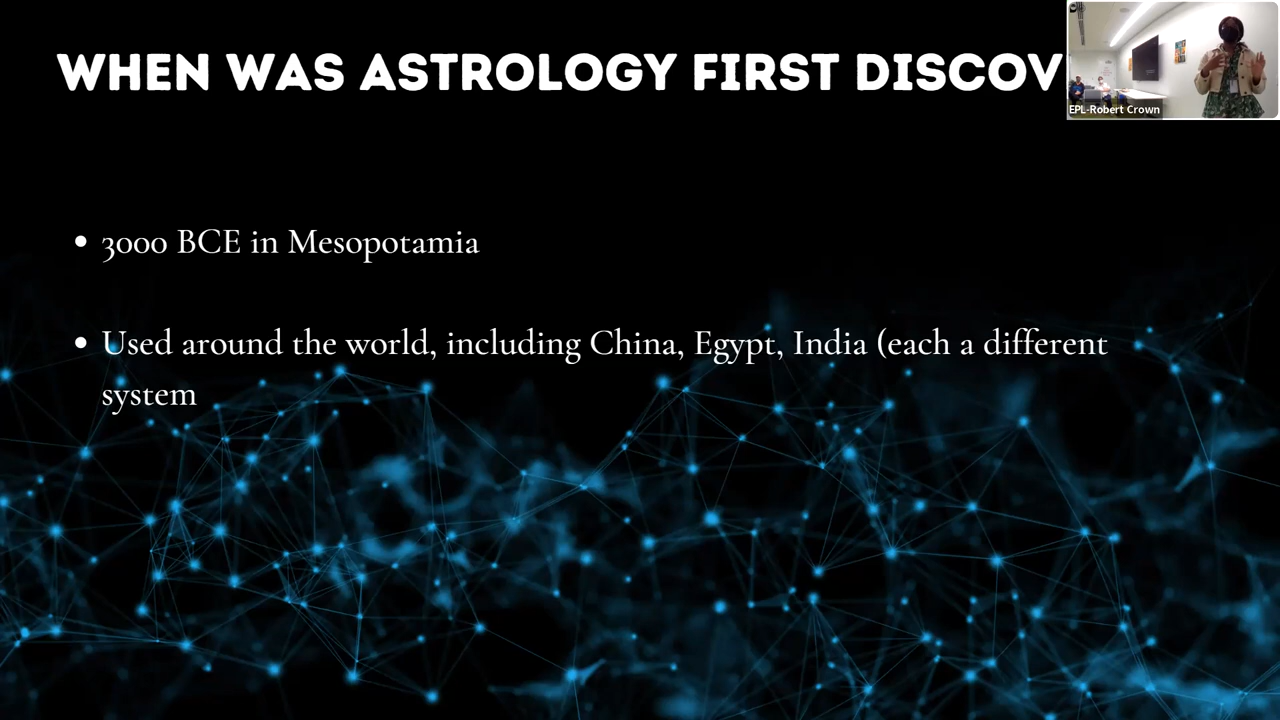 WHEN WAS ASTROLOGY FIRST DISCOV
EPL-Robert Crown
• 3000 BCE in Mesopotamia
• Used around the world, including China, Egypt, India (each a different
system